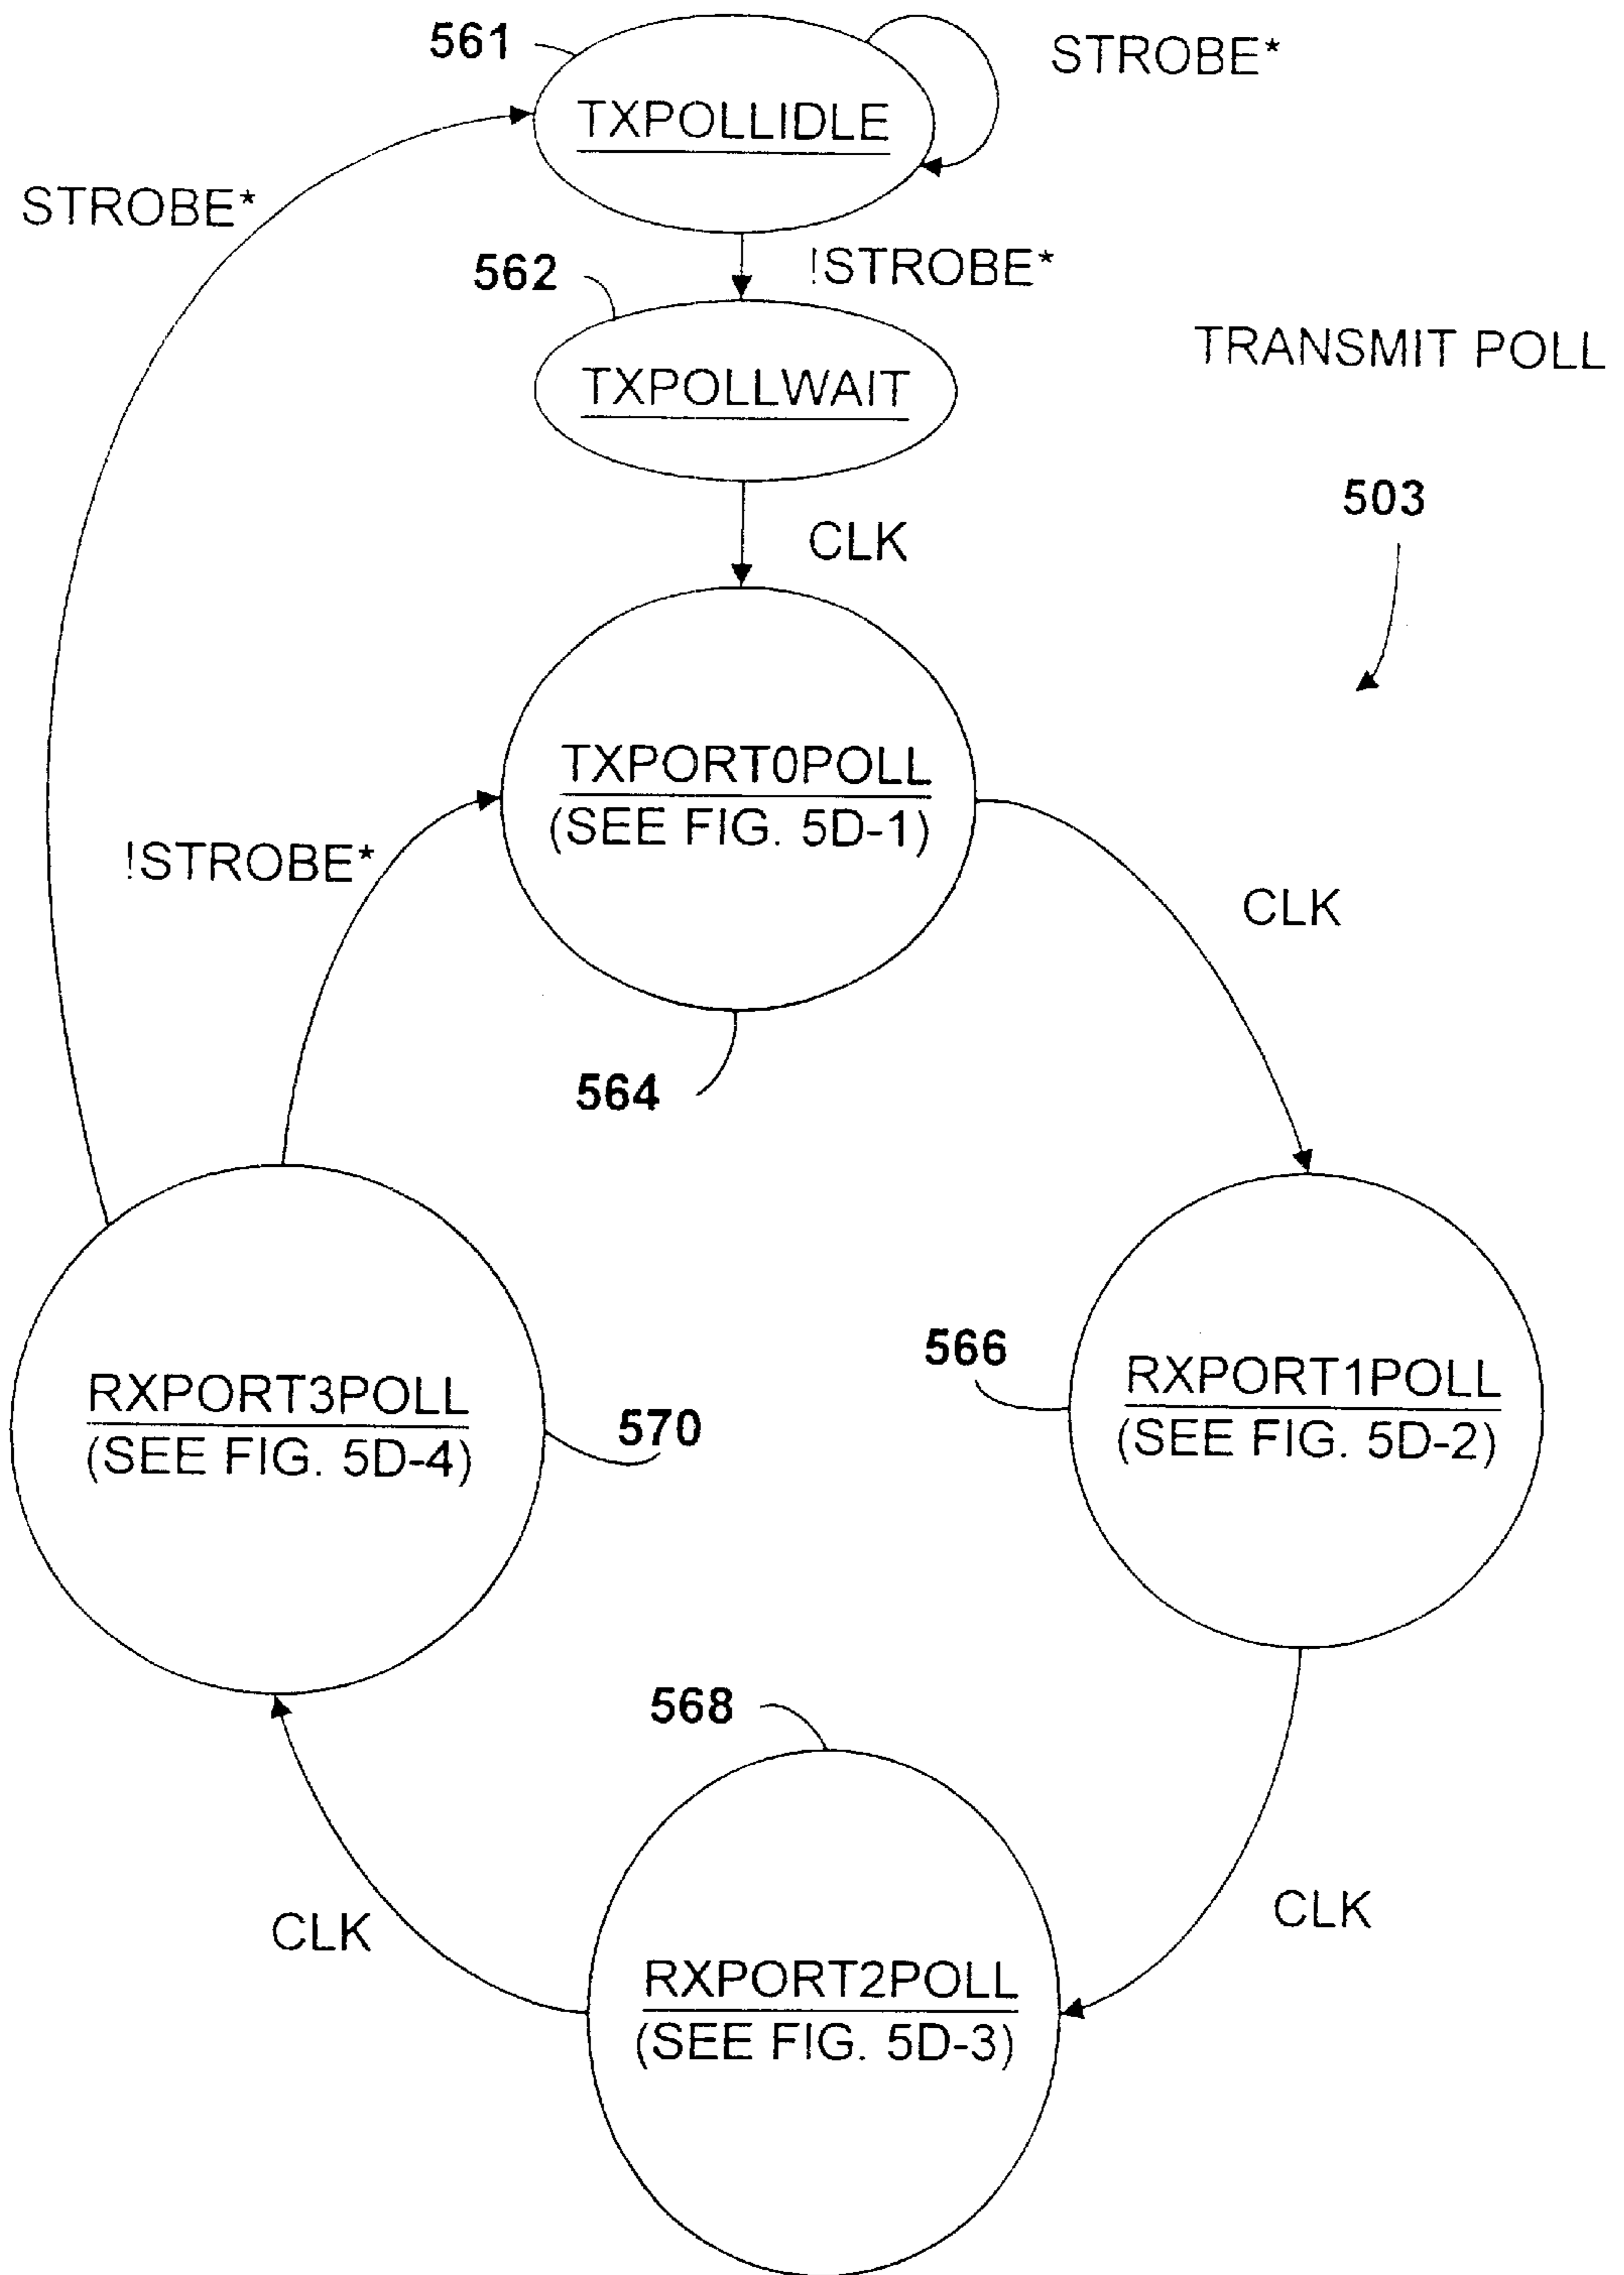 561
STROBE*
TXPOLLIDLE
STROBE*
562
!STROBE*
TRANSMIT POLL
TXPOLLWAIT
503
CLK
TXPORT0POLL
(SEE FIG. 5D-1)
!STROBE*
CLK
564
566
RXPORT1POLL
(SEE FIG. 5D-2)
RXPORT3POLL
(SEE FIG. 5D-4)
570
568
CLK
CLK
RXPORT2POLL
(SEE FIG. 5D-3)